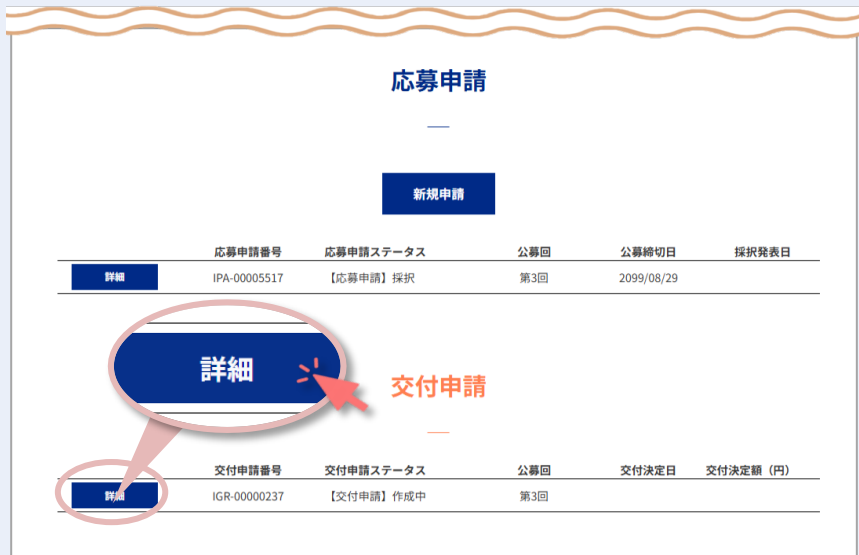 応募申請
新規申請
応募申請番号 応募申請ステータス 公募回 公募締切日 採択発表日
詳細 IPA-00005517 【応募申請】採択 第3回 2099/08/29
詳細
交付申請
交付申請番号 交付申請ステータス 公募回 交付決定日 交付決定額（円）
詳細 IGR-00000237 【交付申請】作成中 第3回